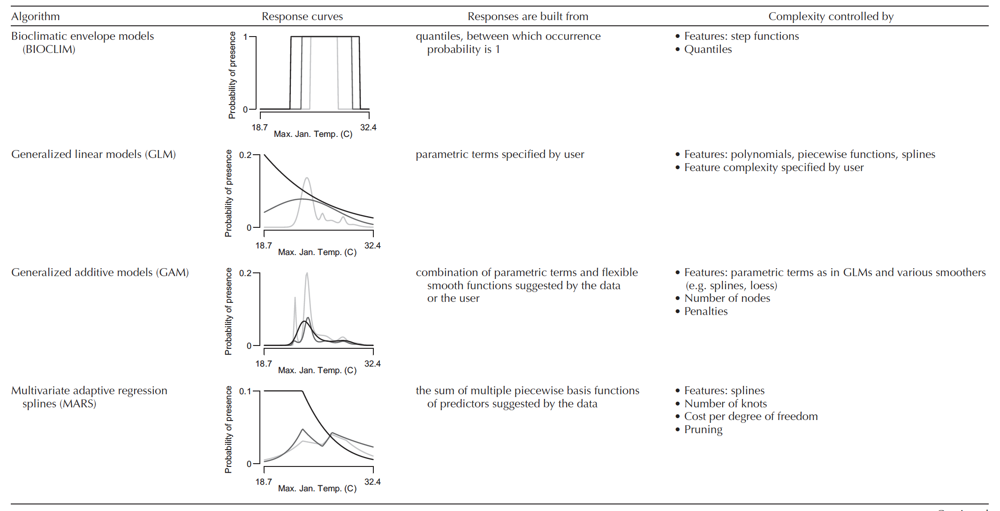 Algorithm
Response curves
Responses are built from
Complexity controlled by
Bioclimatic envelope models
(BIOCLIM)
Probability of presence
1
0
18.7
32.4
Max. Jan. Temp. (C)
quantiles, between which occurrence
probability is 1
• Features: step functions
• Quantiles
Generalized linear models (GLM)
Probability of presence
0.2
0
18.7
32.4
Max. Jan. Temp. (C)
parametric terms specified by user
• Features: polynomials, piecewise functions, splines
• Feature complexity specified by user
Generalized additive models (GAM)
Probability of presence
0.2
0
18.7
32.4
Max. Jan. Temp. (C)
combination of parametric terms and flexible
smooth functions suggested by the data
or the user
• Features: parametric terms as in GLMs and various smoothers
(e.g. splines, loess)
• Number of nodes
• Penalties
Multivariate adaptive regression
splines (MARS)
Probability of presence
0.1
0
18.7
32.4
Max. Jan. Temp. (C)
the sum of multiple piecewise basis functions
of predictors suggested by the data
• Features: splines
• Number of knots
• Cost per degree of freedom
• Pruning